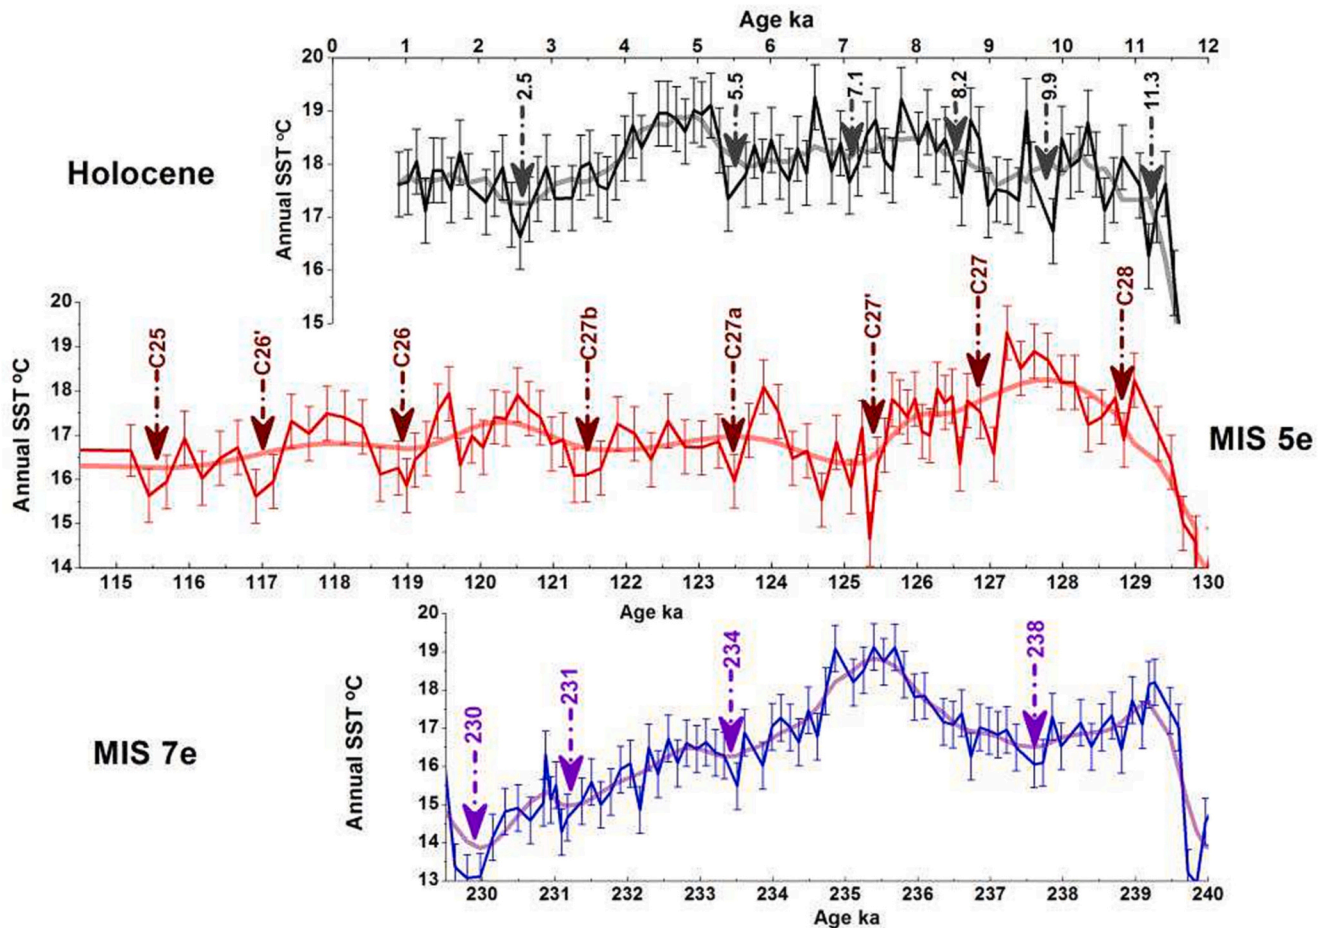 Age ka
0 1 2 3 4 5 6 7 8 9 10 11 12
20
19
18
17
16
15
Annual SST ºC
Holocene
2.5
5.5
7.1
8.2
9.9
11.3
20
19
18
17
16
15
14
Annual SST ºC
MIS 5e
C25
C26'
C26
C27b
C27a
C27'
C27
C28
115 116 117 118 119 120 121 122 123 124 125 126 127 128 129 130
Age ka
20
19
18
17
16
15
14
13
Annual SST ºC
MIS 7e
230
231
234
238
230 231 232 233 234 235 236 237 238 239 240
Age ka